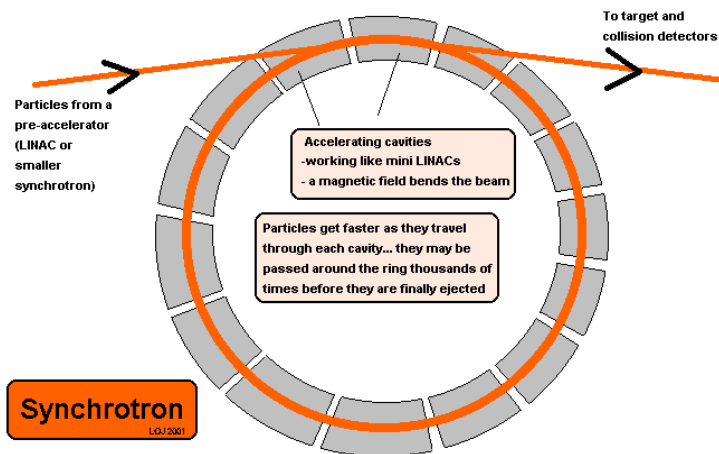 To target and
collision detectors
Particles from a
pre-accelerator
(LINAC or
smaller
synchrotron)
Accelerating cavities
-working like mini LINACs
- a magnetic field bends the beam
Particles get faster as they travel
through each cavity... they may be
passed around the ring thousands of
times before they are finally ejected
Synchrotron
LGJ 2001